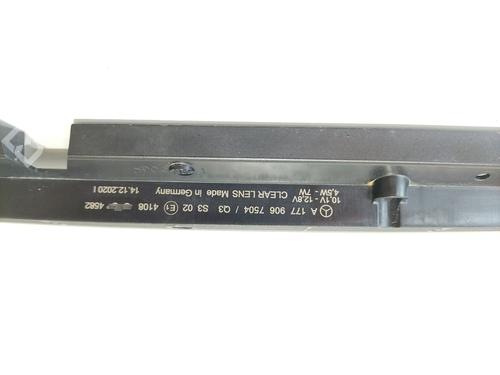 A 177 906 7504 / Q3 S3 02 E1 4108 4582
10,1V - 12,8V CLEAR LENS Made in Germany 14.12.2020 I
4,5W - 7W